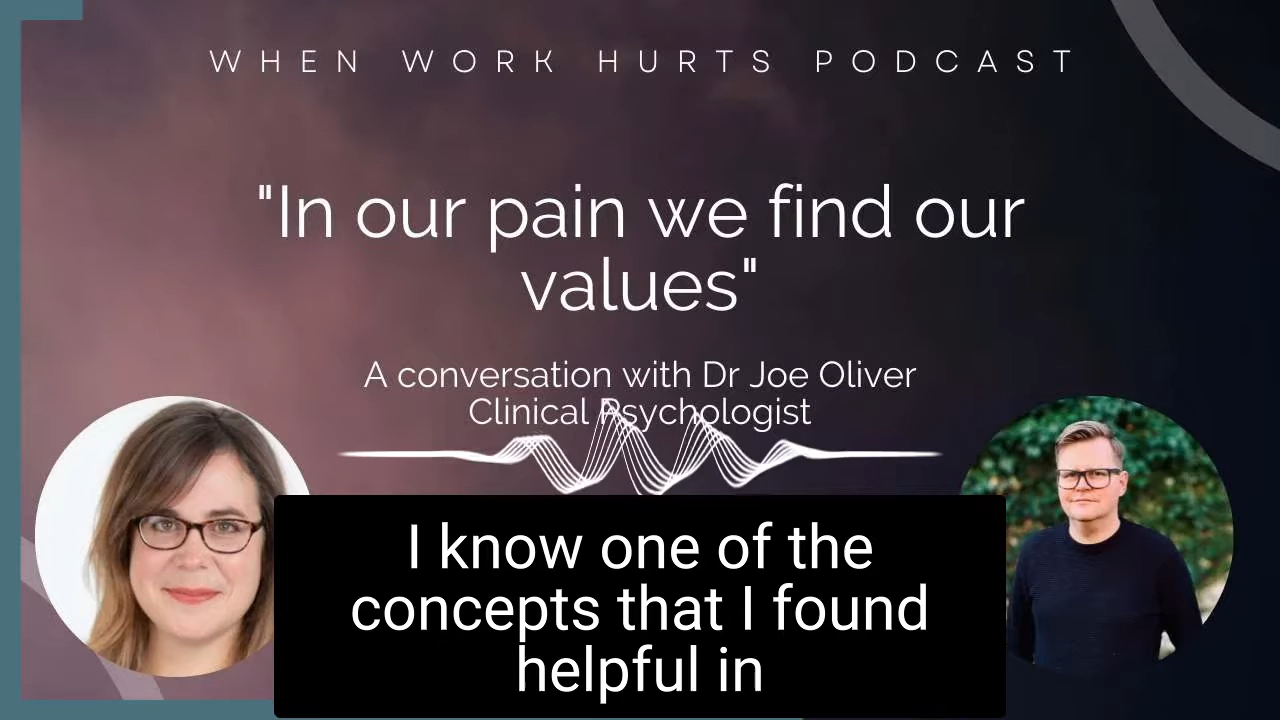 WHEN WORK HURTS PODCAST
"In our pain we find our
values"
A conversation with Dr Joe Oliver
Clinical Psychologist
I know one of the
concepts that I found
helpful in